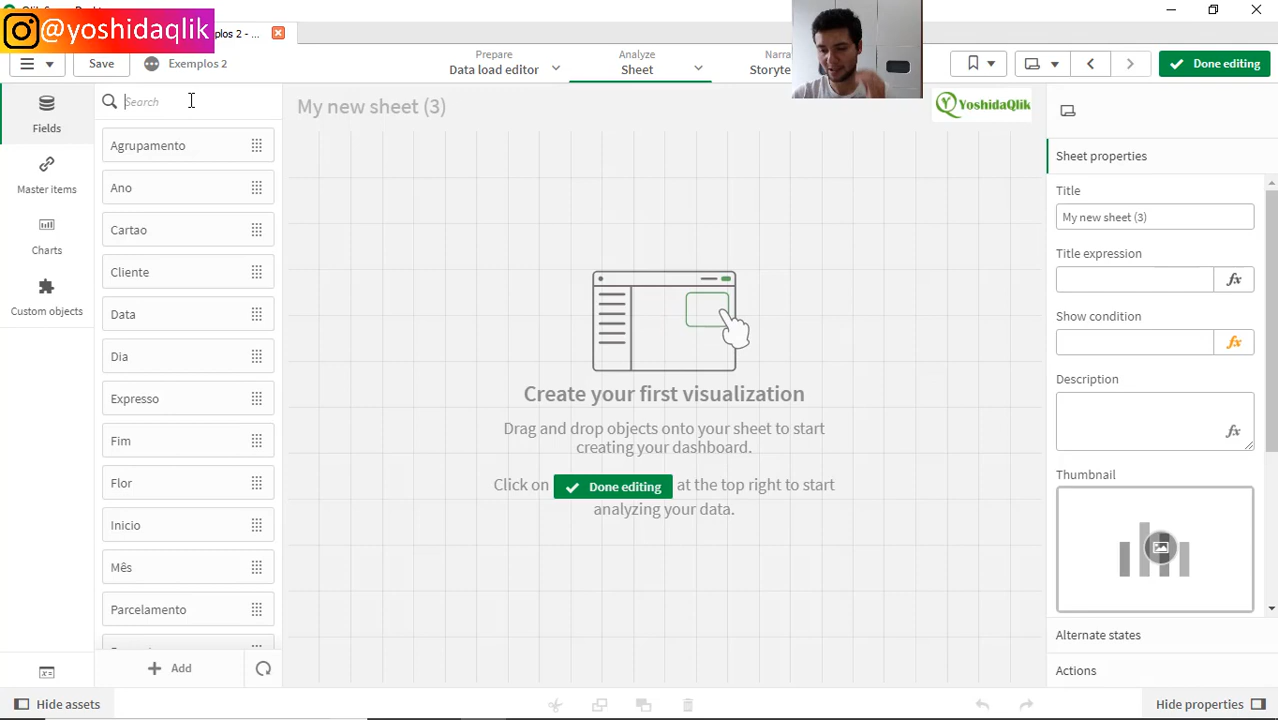 @yoshidaqlik
plos 2 - ...
Save
Exemplos 2
Prepare
Data load editor
Analyze
Sheet
Narra
Storyte
Done editing
Fields
Master items
Charts
Custom objects
Search
Agrupamento
Ano
Cartao
Cliente
Data
Dia
Expresso
Fim
Flor
Inicio
Mês
Parcelamento
Add
My new sheet (3)
YoshidaQlik
Create your first visualization
Drag and drop objects onto your sheet to start
creating your dashboard.
Click on Done editing at the top right to start
analyzing your data.
Sheet properties
Title
My new sheet (3)
Title expression
fx
Show condition
fx
Description
fx
Thumbnail
Alternate states
Actions
Hide assets
Hide properties